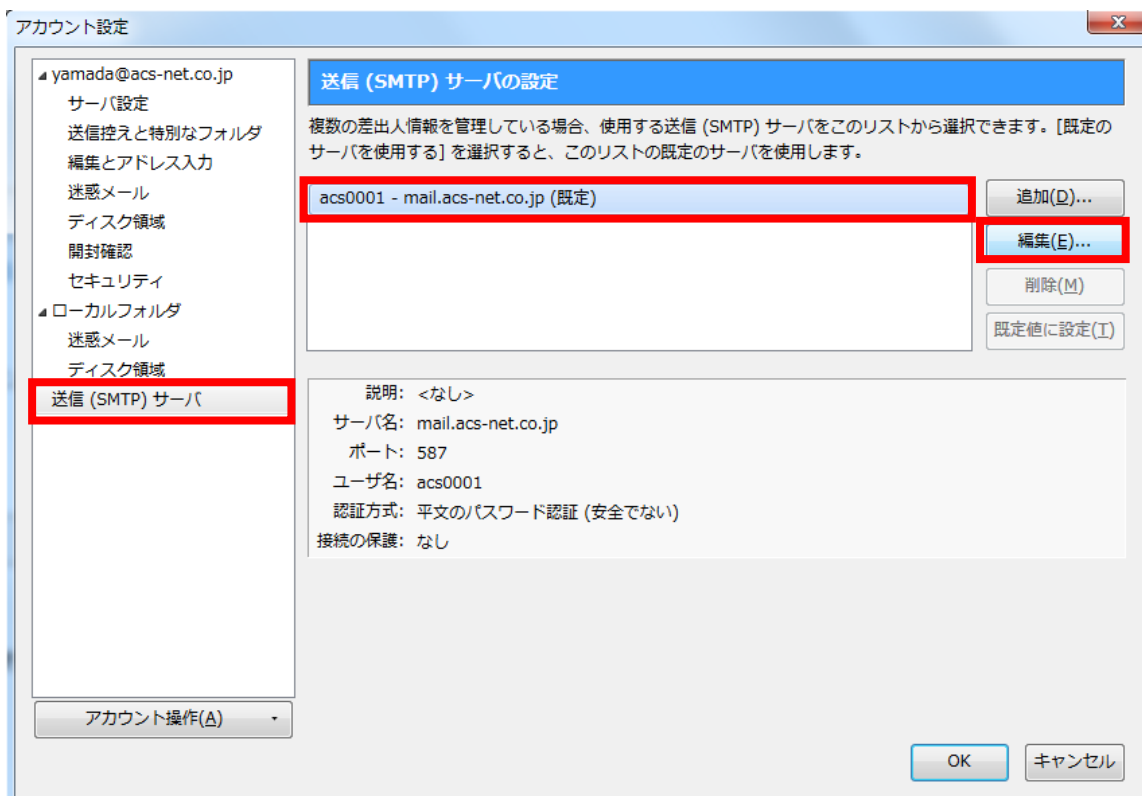 アカウント設定
yamada@acs-net.co.jp
サーバ設定
送信控えと特別なフォルダ
編集とアドレス入力
迷惑メール
ディスク領域
開封確認
セキュリティ
ローカルフォルダ
迷惑メール
ディスク領域
送信 (SMTP) サーバ
アカウント操作(A)
送信 (SMTP) サーバの設定
複数の差出人情報を管理している場合、使用する送信 (SMTP) サーバをこのリストから選択できます。[既定の
サーバを使用する] を選択すると、このリストの既定のサーバを使用します。
acs0001 - mail.acs-net.co.jp (既定)
追加(D)...
編集(E)...
削除(M)
既定値に設定(T)
説明: <なし>
サーバ名: mail.acs-net.co.jp
ポート: 587
ユーザ名: acs0001
認証方式: 平文のパスワード認証 (安全でない)
接続の保護: なし
OK
キャンセル